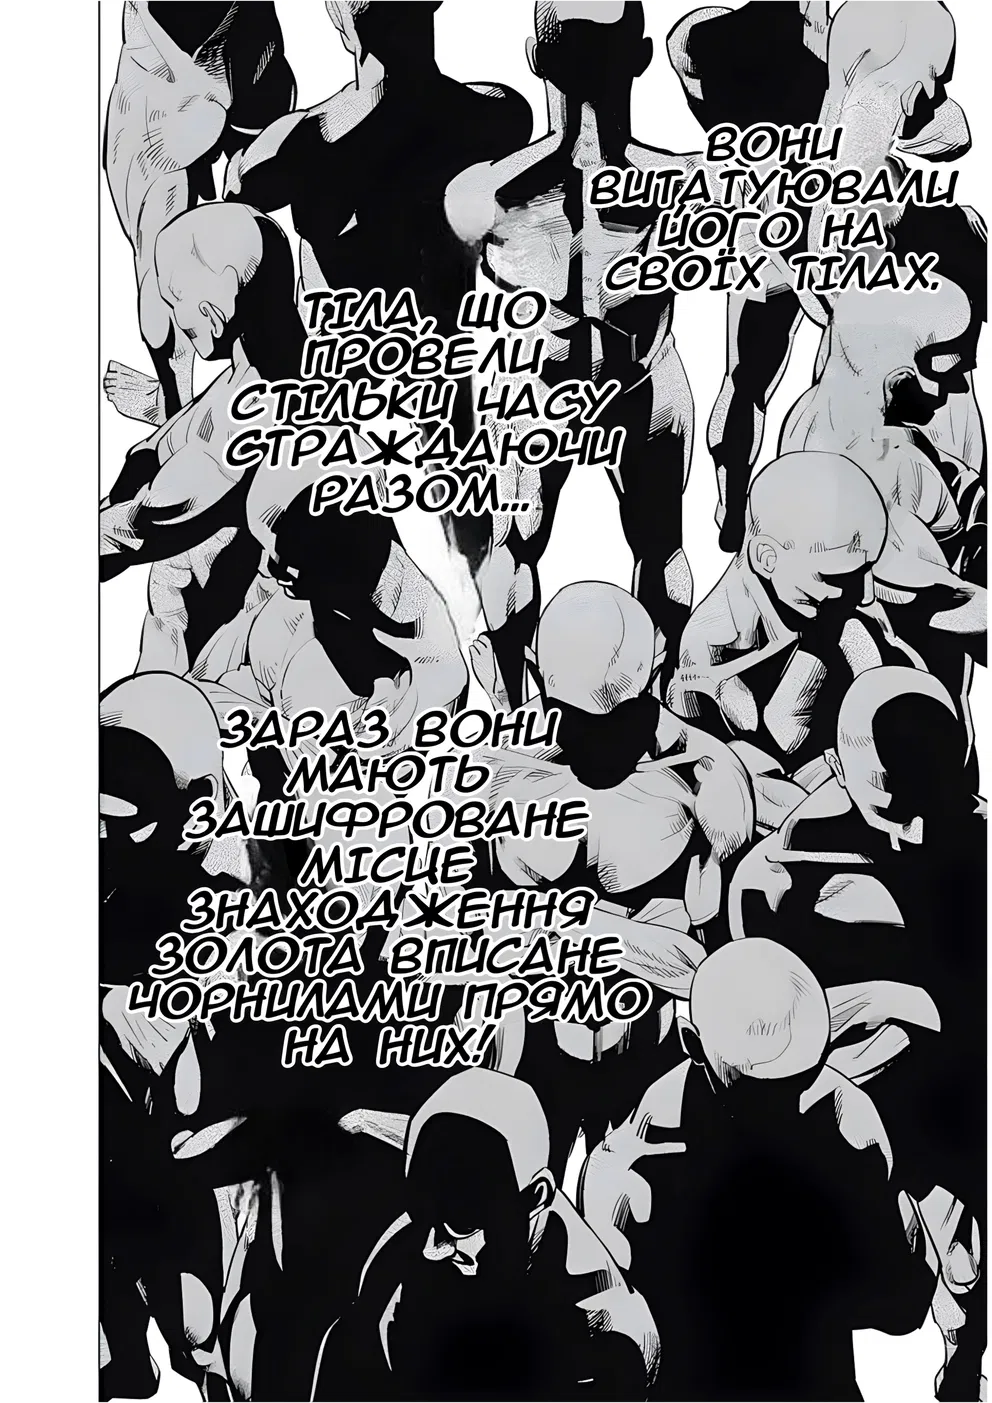 ВОНИ
ВИТАТУЮВАЛИ
ЙОГО НА
СВОЇХ ТІЛАХ.
ТІЛА, ЩО
ПРОВЕЛИ
СТІЛЬКИ ЧАСУ
СТРАЖДАЮЧИ
РАЗОМ...
ЗАРАЗ ВОНИ
МАЮТЬ
ЗАШИФРОВАНЕ
МІСЦЕ
ЗНАХОДЖЕННЯ
ЗОЛОТА ВПИСАНЕ
ЧОРНИЛАМИ ПРЯМО
НА НИХ!